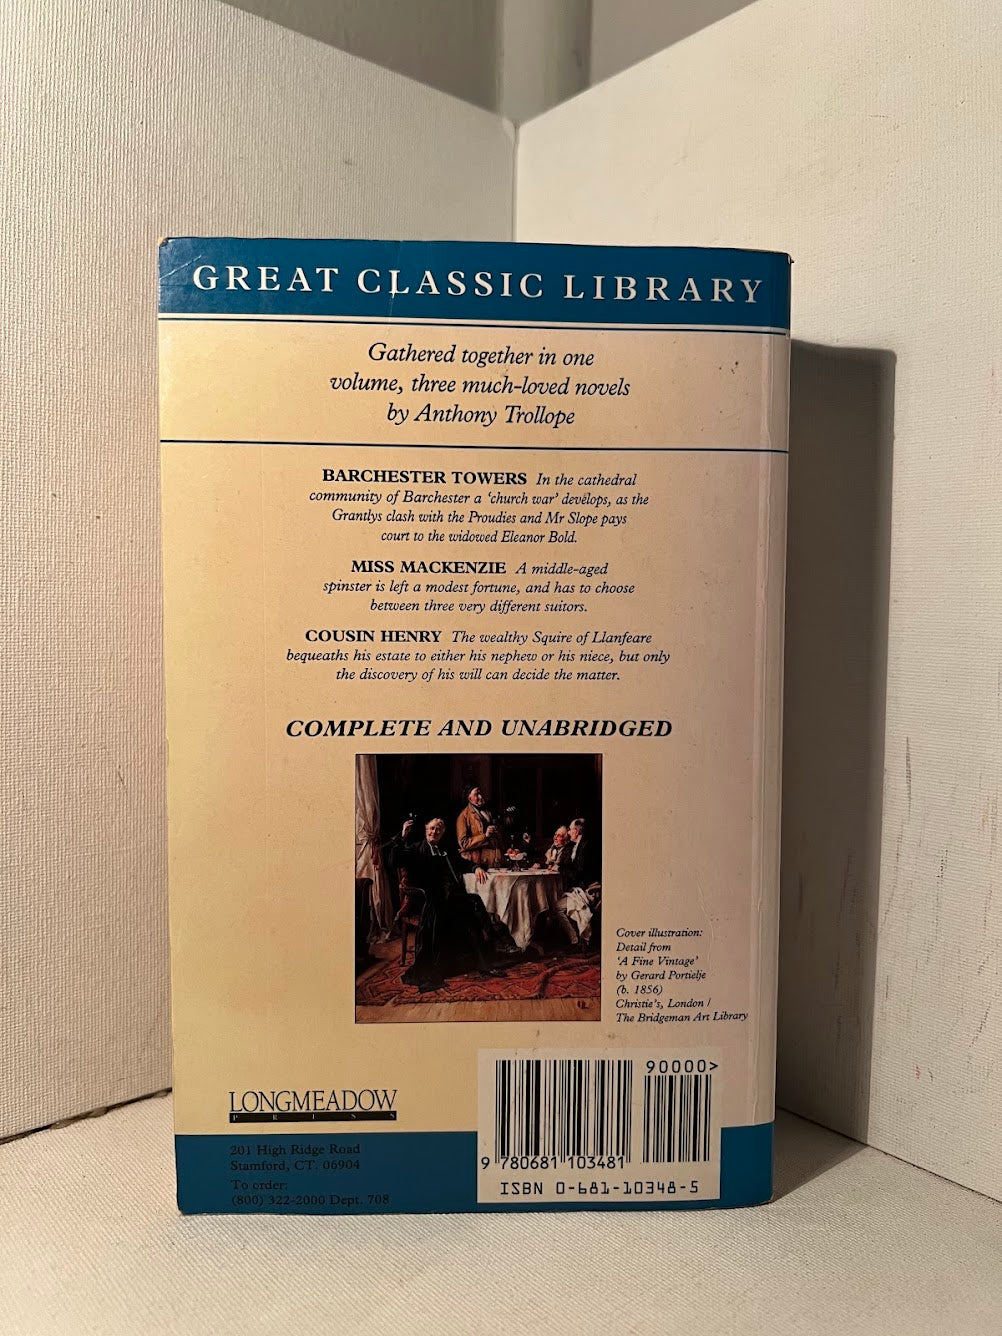 GREAT CLASSIC LIBRARY
Gathered together in one
volume, three much-loved novels
by Anthony Trollope
BARCHESTER TOWERS In the cathedral
community of Barchester a ‘church war’ develops, as the
Grantlys clash with the Proudies and Mr Slope pays
court to the widowed Eleanor Bold.
MISS MACKENZIE A middle-aged
spinster is left a modest fortune, and has to choose
between three very different suitors.
COUSIN HENRY The wealthy Squire of Llanfeare
bequeaths his estate to either his nephew or his niece, but only
the discovery of his will can decide the matter.
COMPLETE AND UNABRIDGED
Cover illustration:
Detail from
‘A Fine Vintage’
by Gerard Portielje
(b. 1856)
Christie's, London /
The Bridgeman Art Library
LONGMEADOW
PRESS
201 High Ridge Road
Stamford, CT. 06904
To order:
(800) 322-2000 Dept. 708
90000>
9 780681 103481
ISBN 0-681-10348-5